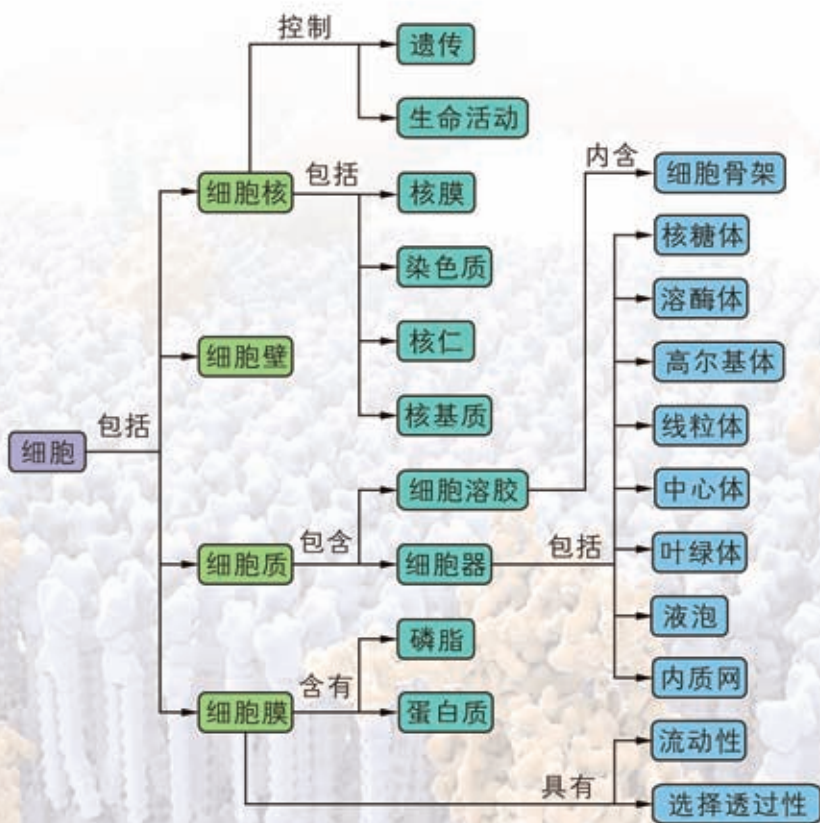 控制
遗传
生命活动
细胞核
包括
核膜
染色质
核仁
核基质
细胞壁
细胞
包括
细胞质
包含
细胞溶胶
细胞器
内含
细胞骨架
包括
核糖体
溶酶体
高尔基体
线粒体
中心体
叶绿体
液泡
内质网
细胞膜
含有
磷脂
蛋白质
具有
流动性
选择透过性